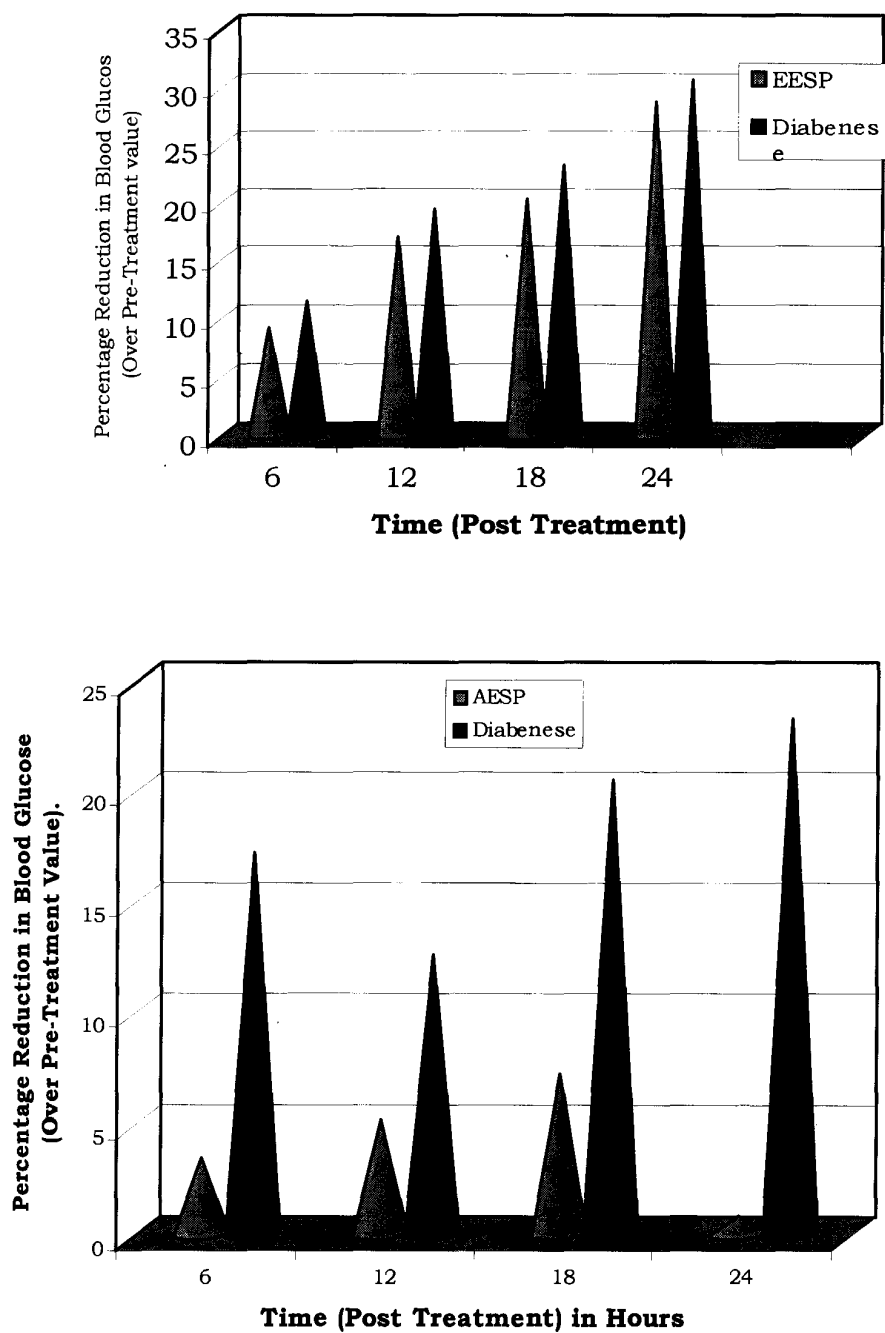 Percentage Reduction in Blood Glucos
(Over Pre-Treatment value)
35
30
25
20
15
10
5
0
EESP
Diabenes
e
6 12 18 24
Time (Post Treatment)
Percentage Reduction in Blood Glucose
(Over Pre-Treatment Value).
25
20
15
10
5
0
AESP
Diabenese
6 12 18 24
Time (Post Treatment) in Hours